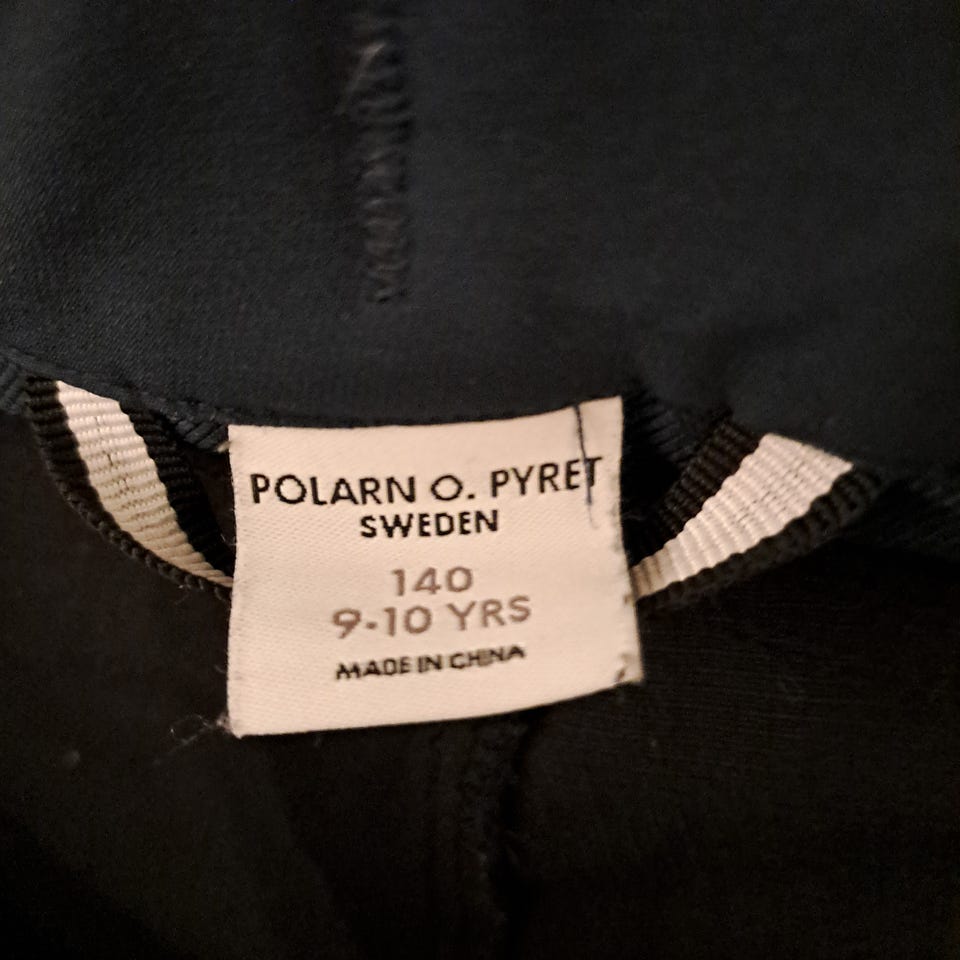 POLARN O. PYRET
SWEDEN
140
9-10 YRS
MADE IN CHINA